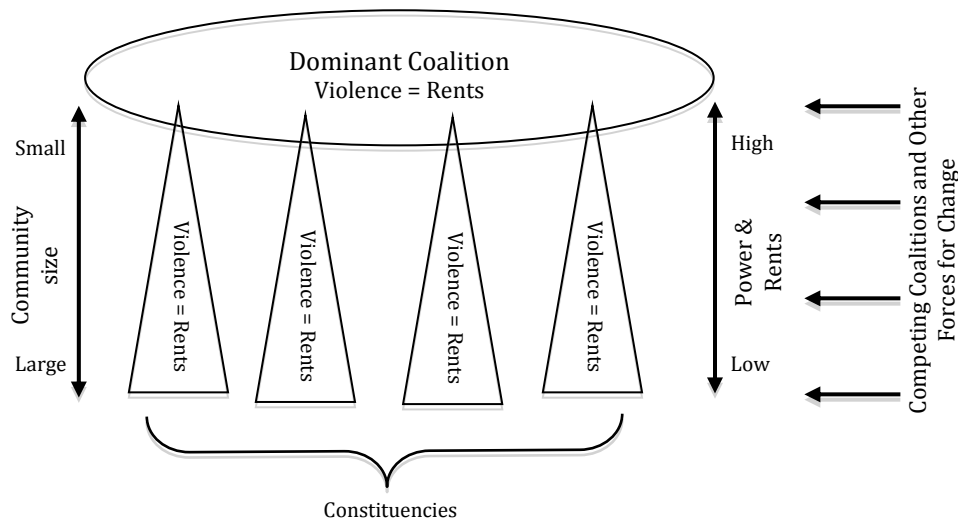 Dominant Coalition
Violence = Rents
Small
Large
Community
size
Violence = Rents
Violence = Rents
Violence = Rents
Violence = Rents
High
Low
Power &
Rents
Competing Coalitions and Other
Forces for Change
Constituencies